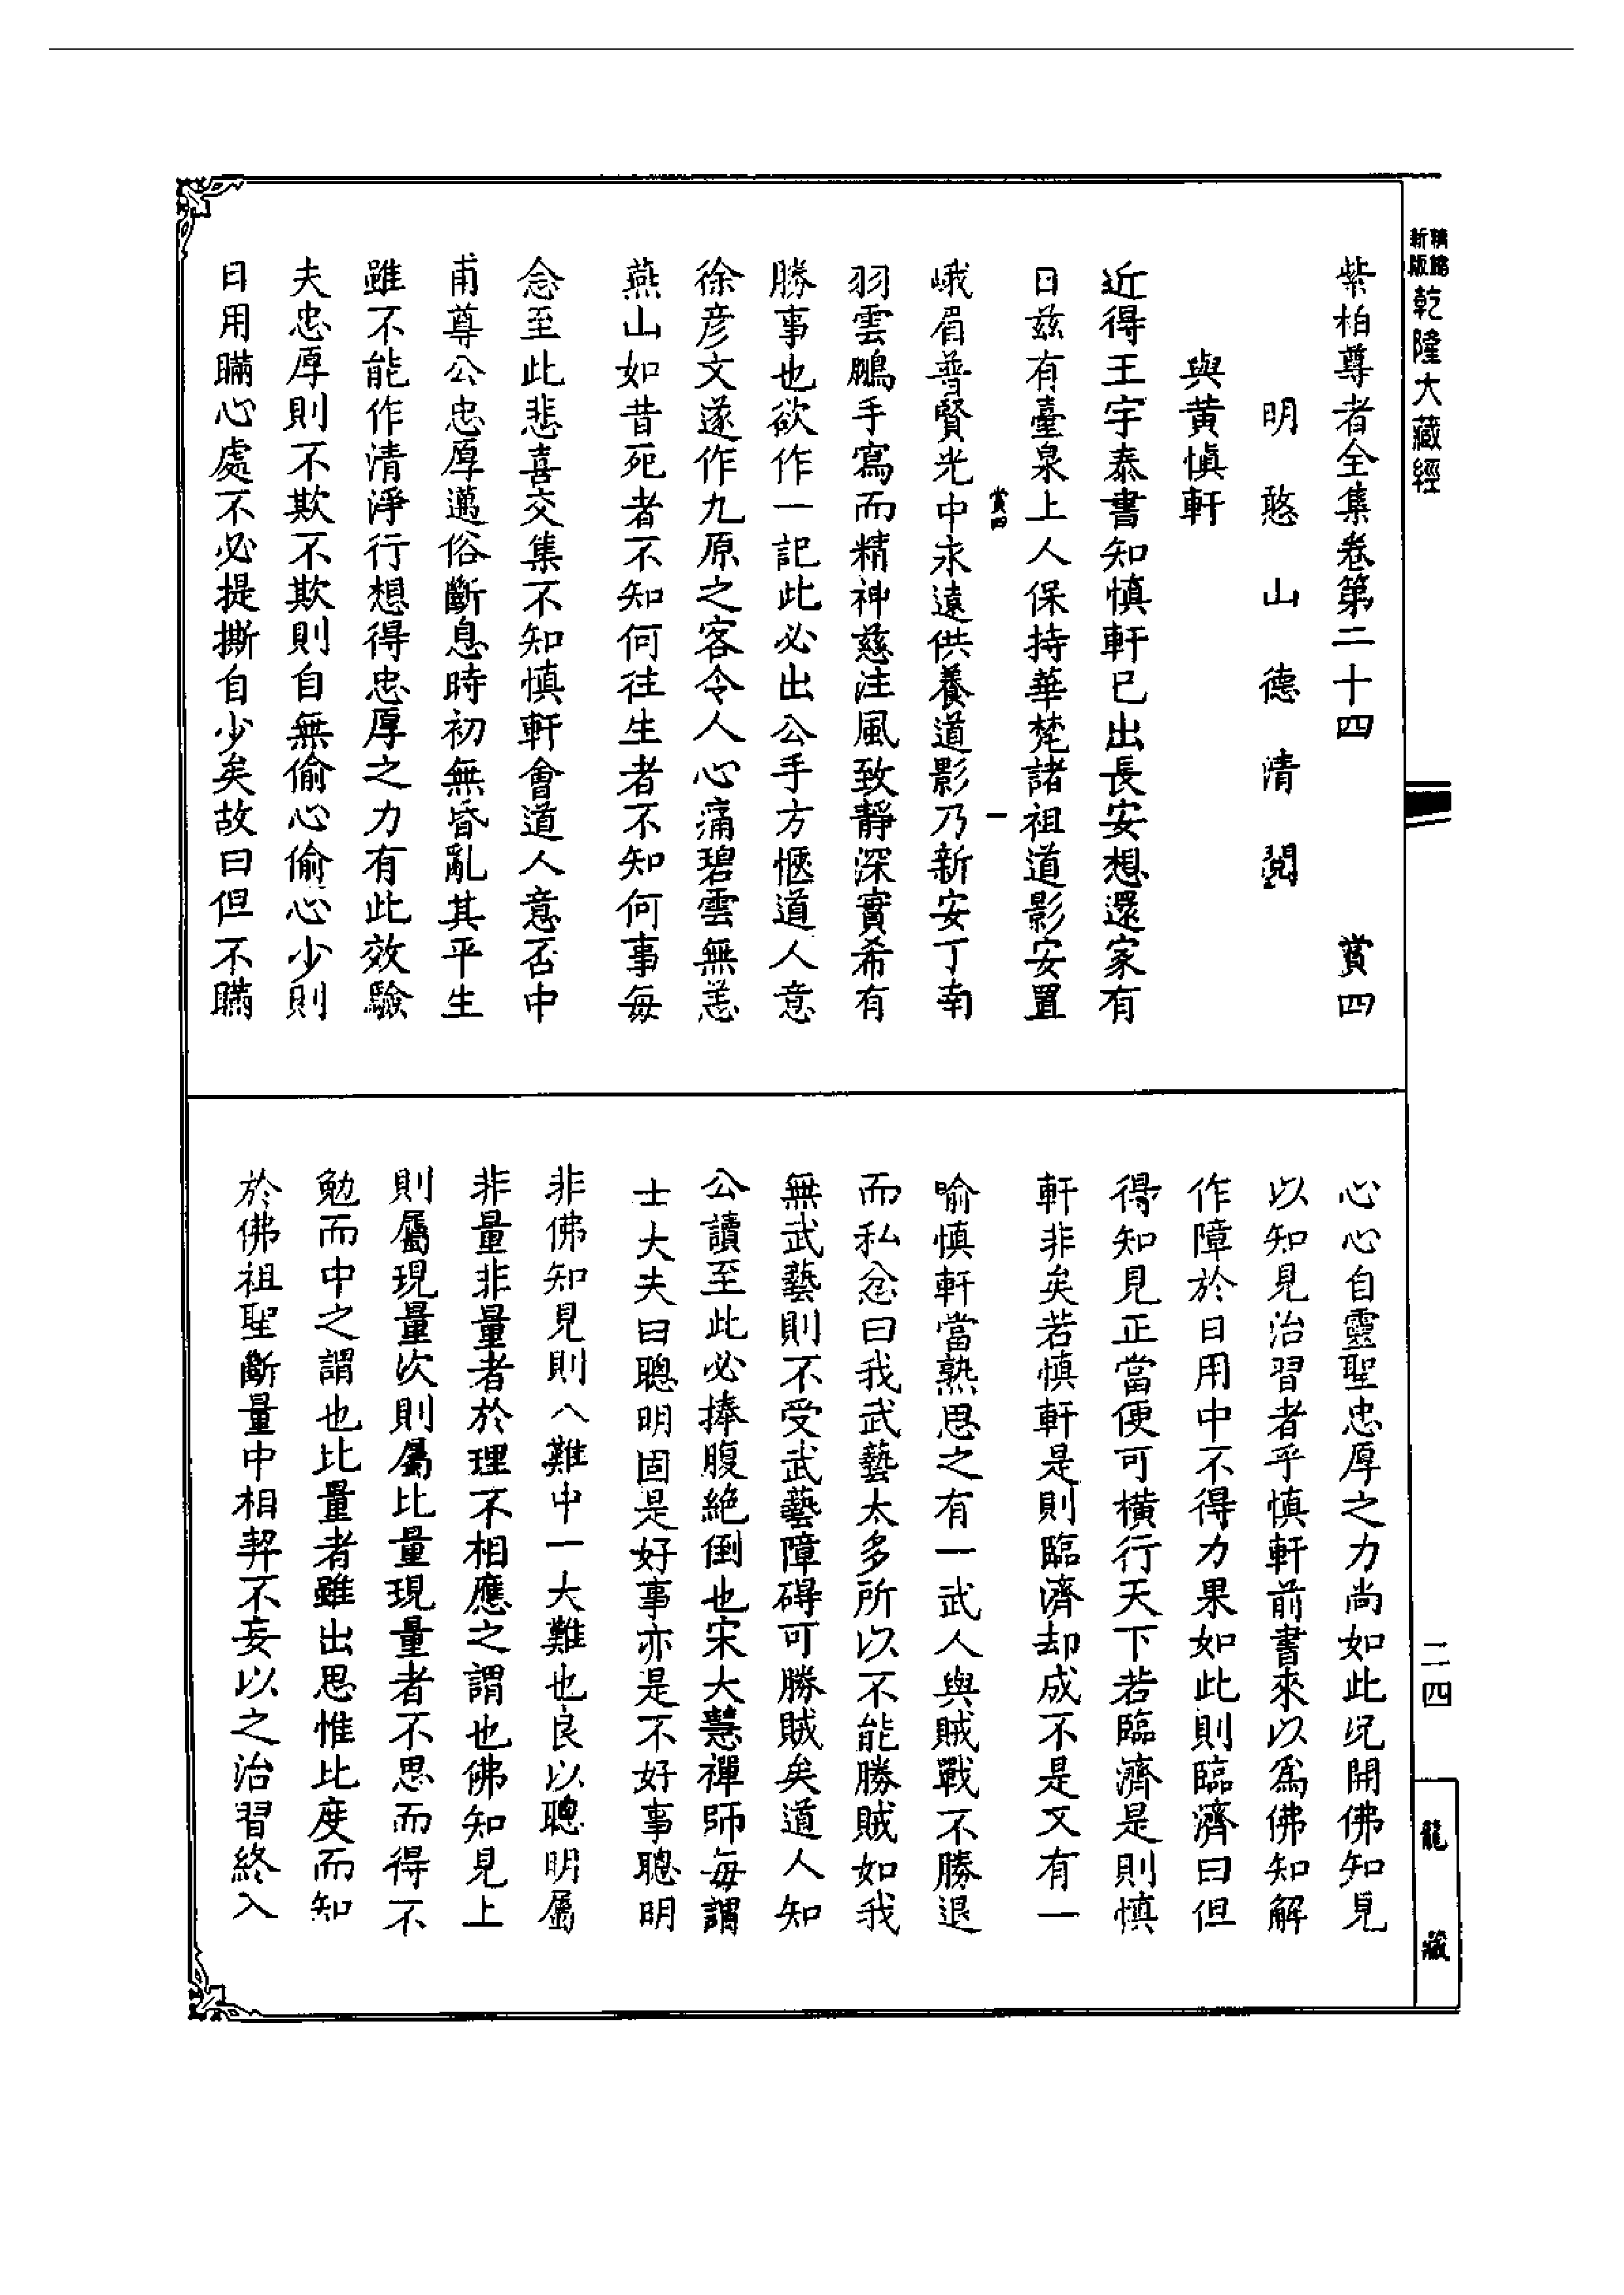 精縮
新版
乾隆大藏經
紫柏尊者全集卷第二十四 賞四
明憨山德清閱
與黃愼軒
近得王宇泰書知慎軒已出長安想還家有
日兹有臺泉上人保持華梵諸祖道影安置
賞四 一
峨眉普賢光中永遠供養道影乃新安丁南
羽雲鵬手寫而精神慈注風致靜深實希有
勝事也欲作一記此必出公手方愜道人意
徐彦文遂作九原之客令人心痛碧雲無恙
燕山如昔死者不知何往生者不知何事每
念至此悲喜交集不知慎軒會道人意否中
甫尊公忠厚邁俗斷息時初無昏亂其平生
雖不能作清淨行想得忠厚之力有此效驗
夫忠厚則不欺不欺則自無偷心偷心少則
日用瞞心處不必提撕自少矣故曰但不瞞
心心自靈聖忠厚之力尚如此况開佛知見
以知見治習者乎慎軒前書來以爲佛知解
作障於日用中不得力果如此則臨濟曰但
得知見正當便可橫行天下若臨濟是則慎
軒非矣若慎軒是則臨濟却成不是又有一
喻慎軒當熟思之有一武人與賊戰不勝退
而私忿曰我武藝太多所以不能勝賊如我
無武藝則不受武藝障碍可勝賊矣道人知
公讀至此必捧腹絶倒也宋大慧禪師每謂
士大夫曰聰明固是好事亦是不好事聰明
非佛知見則八難中一大難也良以聰明屬
非量非量者於理不相應之謂也佛知見上
則屬現量次則屬比量現量者不思而得不
勉而中之謂也比量者雖出思惟比度而知
於佛祖聖斷量中相契不妄以之治習終入
二四
龍藏